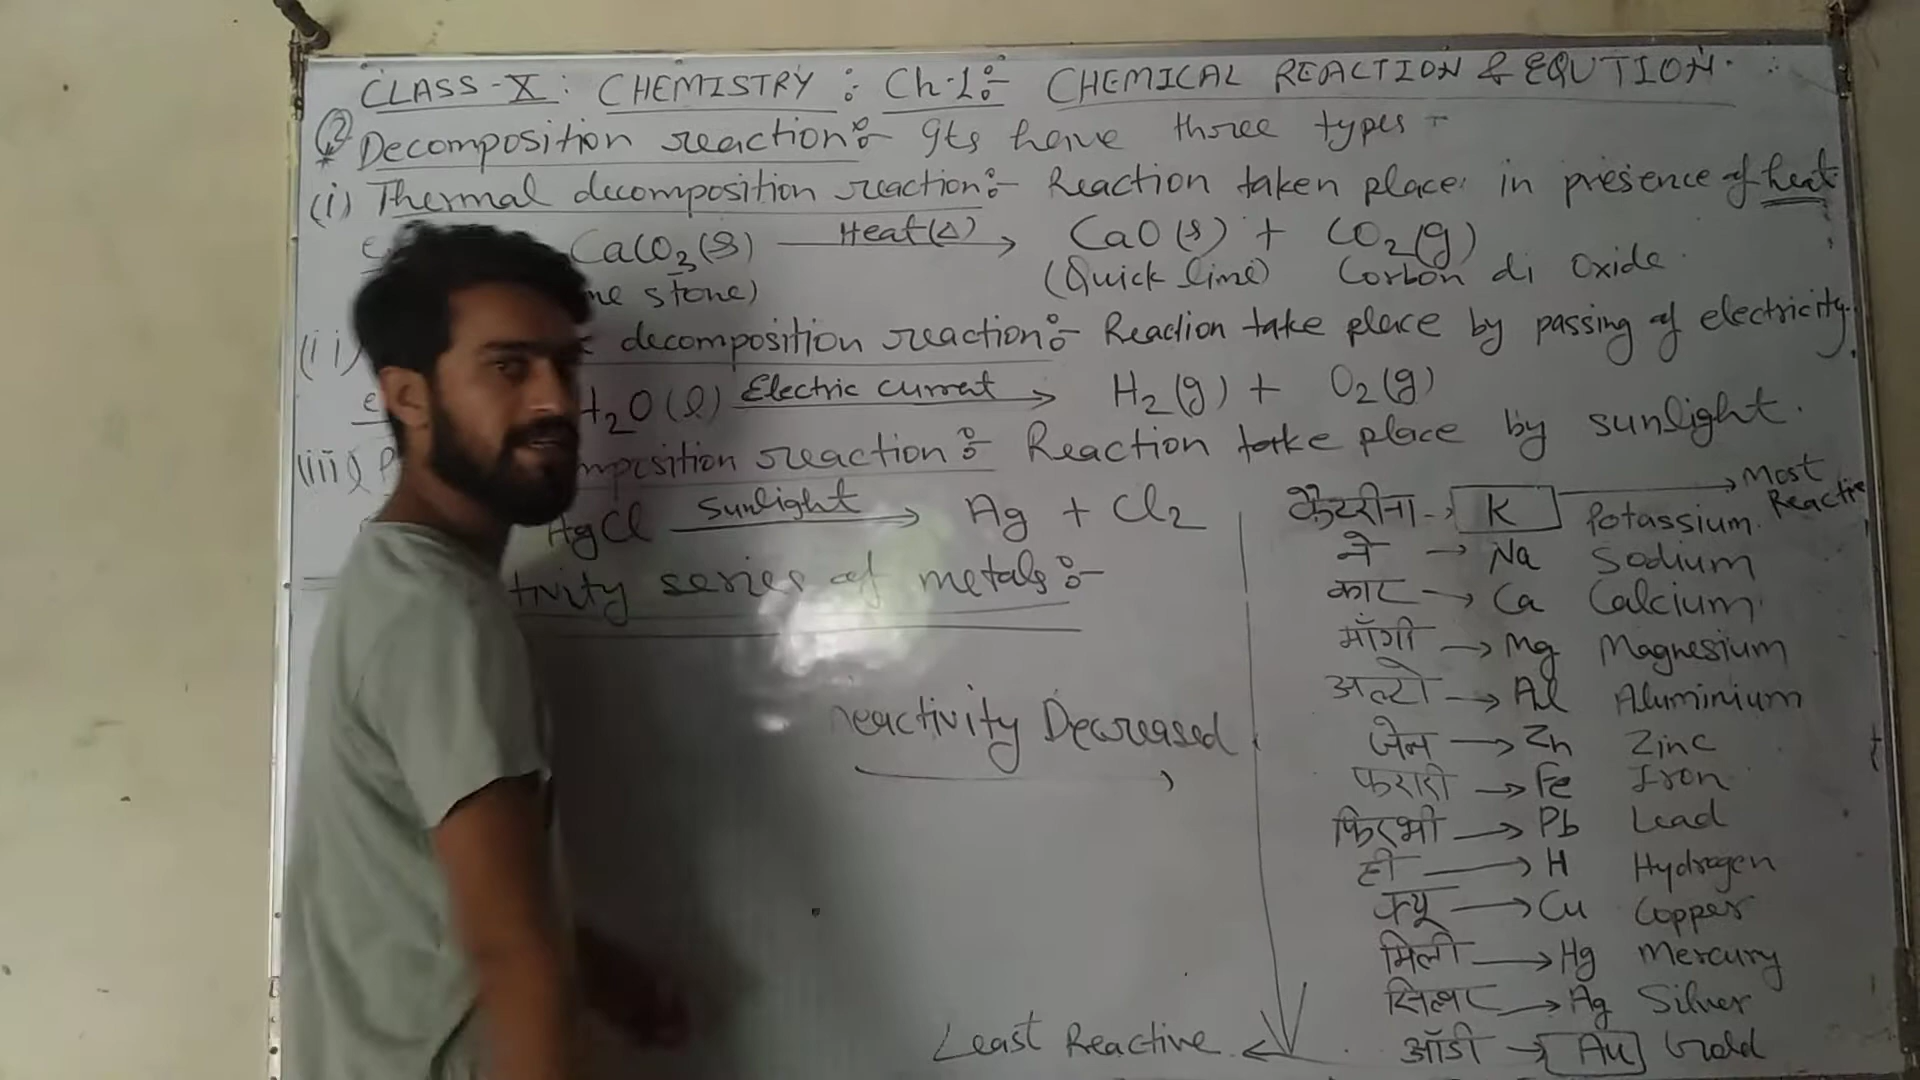 CLASS-X: CHEMISTRY : Ch-1:- CHEMICAL REACTION & EQUTION.
② Decomposition reaction:- Its have three types -
(i) Thermal decomposition reaction:- Reaction taken place in presence of heat
CaCO3(s) Heat(Δ) → CaO(s) + CO2(g)
stone) (Quick lime) Corbon di Oxide.
(ii) decomposition reaction:- Reaction take place by passing of electricity.
H2O(l) Electric Current → H2(g) + O2(g)
(iii) reaction:- Reaction take place by sunlight.
AgCl Sunlight → Ag + Cl2
series of metals:-
Reactivity Decreased
कैटरीना → K Potassium → Most Reactive
ने → Na Sodium
काट → Ca Calcium
माँगी → Mg Magnesium
अल्टो → Al Aluminium
जेन → Zn Zinc
फरारी → Fe Iron
फिरभी → Pb Lead
ही → H Hydrogen
क्यू → Cu Copper
मिली → Hg Mercury
सिल्वर → Ag Silver
ऑडी → Au Gold
Least Reactive ←